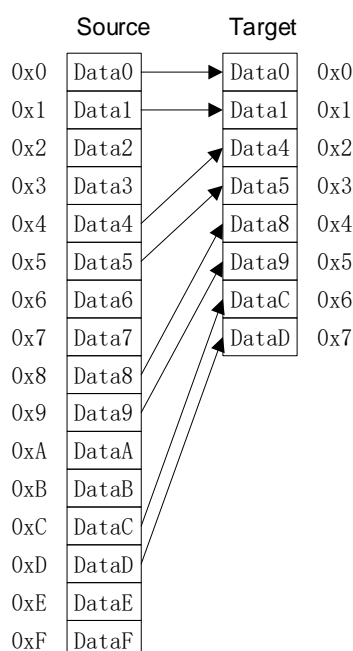 Source Target
0x0 Data0 Data0 0x0
0x1 Data1 Data1 0x1
0x2 Data2 Data4 0x2
0x3 Data3 Data5 0x3
0x4 Data4 Data8 0x4
0x5 Data5 Data9 0x5
0x6 Data6 DataC 0x6
0x7 Data7 DataD 0x7
0x8 Data8
0x9 Data9
0xA DataA
0xB DataB
0xC DataC
0xD DataD
0xE DataE
0xF DataF